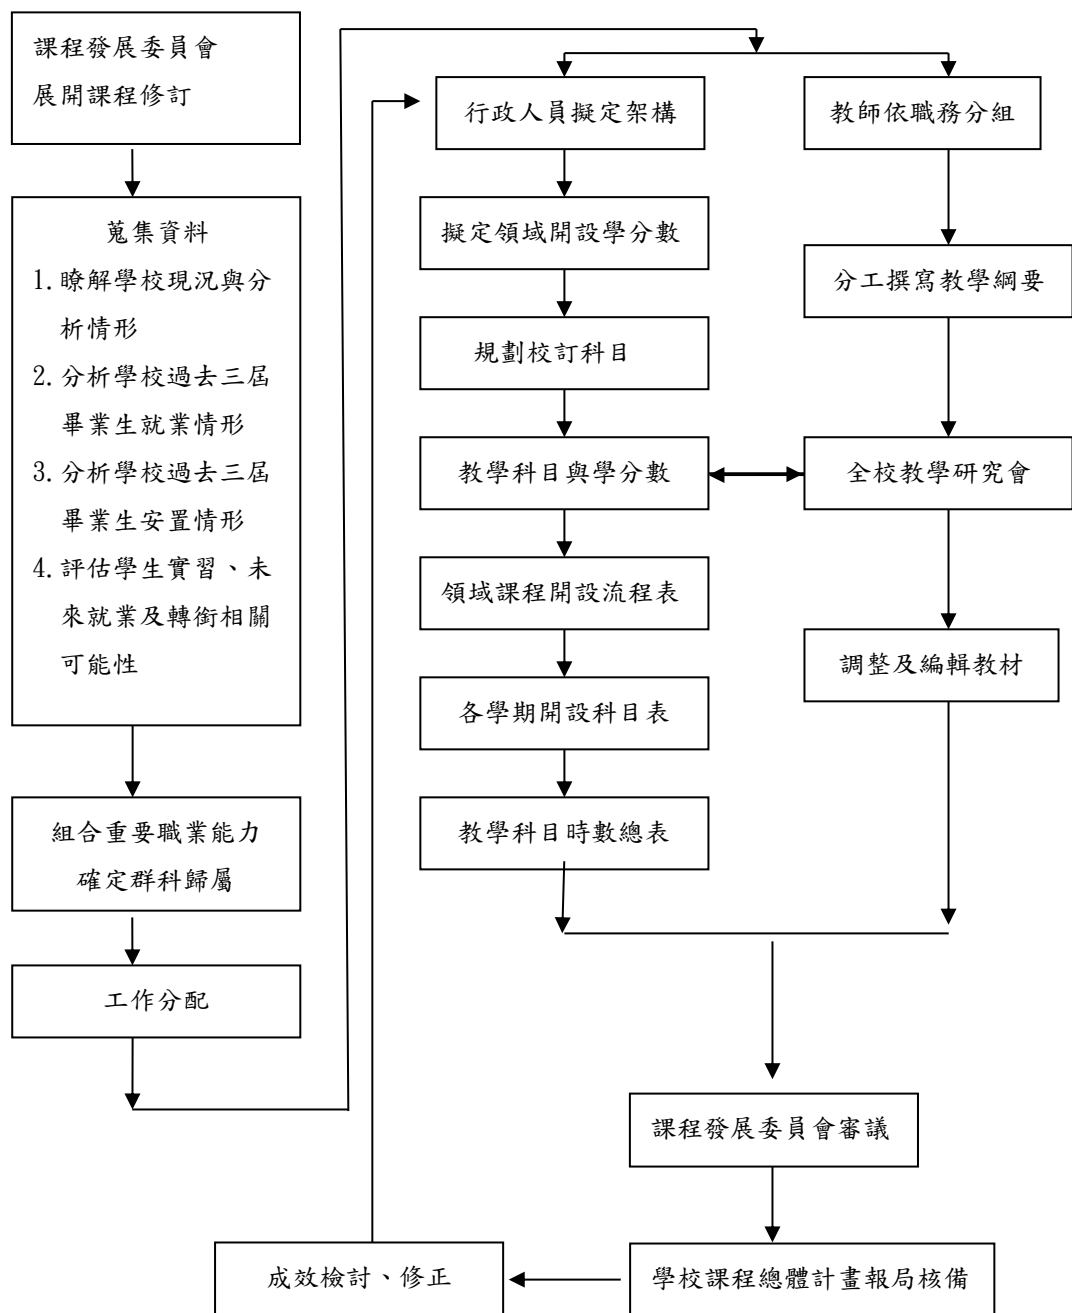 課程發展委員會
展開課程修訂
蒐集資料
1.瞭解學校現況與分
析情形
2.分析學校過去三屆
畢業生就業情形
3.分析學校過去三屆
畢業生安置情形
4.評估學生實習、未
來就業及轉銜相關
可能性
組合重要職業能力
確定群科歸屬
工作分配
行政人員擬定架構
擬定領域開設學分數
規劃校訂科目
教學科目與學分數
領域課程開設流程表
各學期開設科目表
教學科目時數總表
教師依職務分組
分工撰寫教學綱要
全校教學研究會
調整及編輯教材
課程發展委員會審議
學校課程總體計畫報局核備
成效檢討、修正